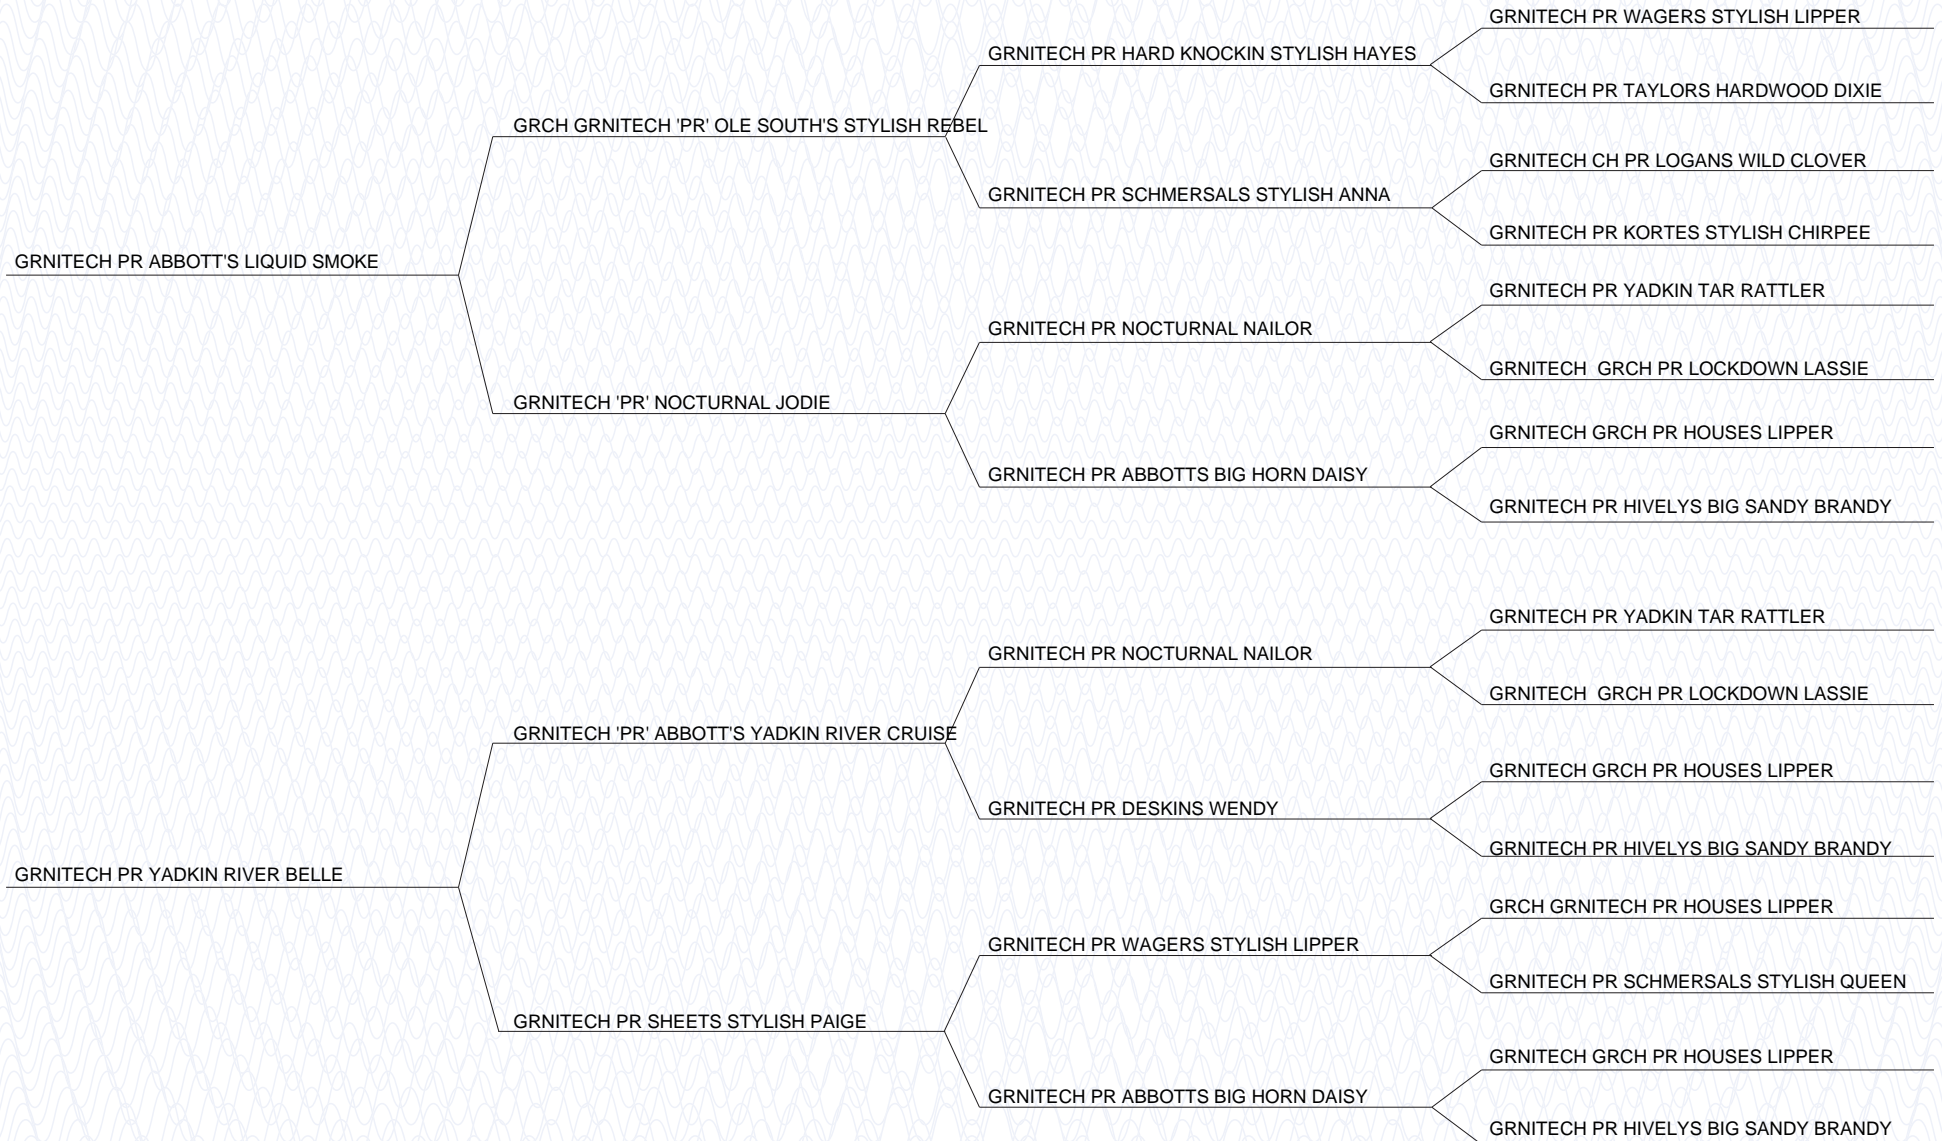 GRNITECH PR WAGERS STYLISH LIPPER
GRNITECH PR HARD KNOCKIN STYLISH HAYES
GRNITECH PR TAYLORS HARDWOOD DIXIE
GRCH GRNITECH 'PR' OLE SOUTH'S STYLISH REBEL
GRNITECH CH PR LOGANS WILD CLOVER
GRNITECH PR SCHMERSALS STYLISH ANNA
GRNITECH PR KORTES STYLISH CHIRPEE
GRNITECH PR ABBOTT'S LIQUID SMOKE
GRNITECH PR YADKIN TAR RATTLER
GRNITECH PR NOCTURNAL NAILOR
GRNITECH  GRCH PR LOCKDOWN LASSIE
GRNITECH 'PR' NOCTURNAL JODIE
GRNITECH GRCH PR HOUSES LIPPER
GRNITECH PR ABBOTTS BIG HORN DAISY
GRNITECH PR HIVELYS BIG SANDY BRANDY
GRNITECH PR YADKIN TAR RATTLER
GRNITECH PR NOCTURNAL NAILOR
GRNITECH  GRCH PR LOCKDOWN LASSIE
GRNITECH 'PR' ABBOTT'S YADKIN RIVER CRUISE
GRNITECH GRCH PR HOUSES LIPPER
GRNITECH PR DESKINS WENDY
GRNITECH PR HIVELYS BIG SANDY BRANDY
GRNITECH PR YADKIN RIVER BELLE
GRCH GRNITECH PR HOUSES LIPPER
GRNITECH PR WAGERS STYLISH LIPPER
GRNITECH PR SCHMERSALS STYLISH QUEEN
GRNITECH PR SHEETS STYLISH PAIGE
GRNITECH GRCH PR HOUSES LIPPER
GRNITECH PR ABBOTTS BIG HORN DAISY
GRNITECH PR HIVELYS BIG SANDY BRANDY